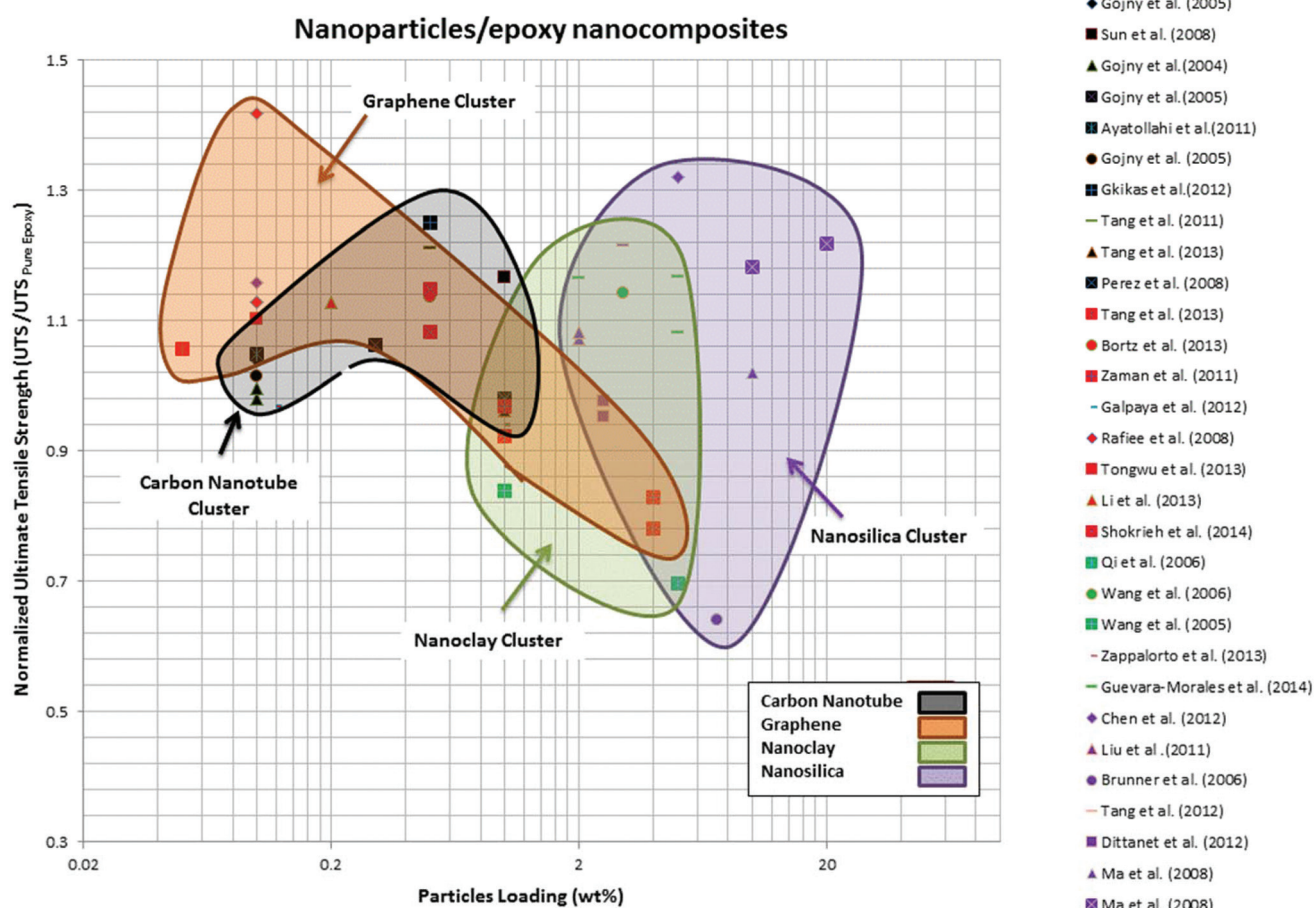 Nanoparticles/epoxy nanocomposites
Normalized Ultimate Tensile Strength (UTS /UTS Pure Epoxy)
1.5
1.3
1.1
0.9
0.7
0.5
0.3
0.02
0.2
2
20
Particles Loading (wt%)
Graphene Cluster
Carbon Nanotube
Cluster
Nanoclay Cluster
Nanosilica Cluster
Carbon Nanotube
Graphene
Nanoclay
Nanosilica
Gojny et al. (2005)
Sun et al. (2008)
Gojny et al.(2004)
Gojny et al.(2005)
Ayatollahi et al.(2011)
Gojny et al. (2005)
Gkikas et al.(2012)
Tang et al. (2011)
Tang et al. (2013)
Perez et al. (2008)
Tang et al. (2013)
Bortz et al. (2013)
Zaman et al. (2011)
Galpaya et al. (2012)
Rafiee et al. (2008)
Tongwu et al. (2013)
Li et al. (2013)
Shokrieh et al. (2014)
Qi et al. (2006)
Wang et al. (2006)
Wang et al. (2005)
Zappalorto et al. (2013)
Guevara-Morales et al. (2014)
Chen et al. (2012)
Liu et al .(2011)
Brunner et al. (2006)
Tang et al. (2012)
Dittanet et al. (2012)
Ma et al. (2008)
Ma et al. (2008)